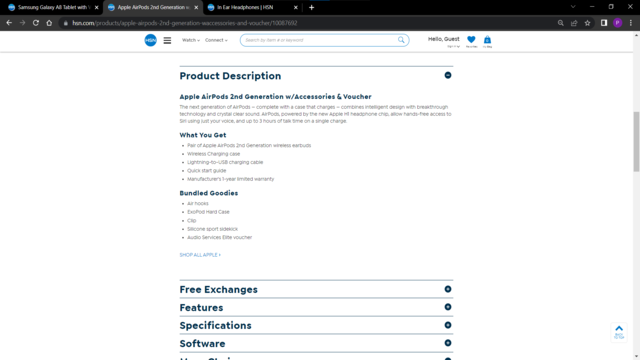 Samsung Galaxy A8 Tablet with V
Apple AirPods 2nd Generation w
In Ear Headphones | HSN
hsn.com/products/apple-airpods-2nd-generation-waccessories-and-voucher/10087692
P
HSN
Watch
Connect
Search by item # or keyword
Hello, Guest
Product Description
Apple AirPods 2nd Generation w/Accessories & Voucher
The next generation of AirPods – complete with a case that charges – combines intelligent design with breakthrough
technology and crystal clear sound. AirPods, powered by the new Apple H1 headphone chip, allow hands-free access to
Siri using just your voice, and up to 3 hours of talk time on a single charge.
What You Get
Pair of Apple AirPods 2nd Generation wireless earbuds
Wireless Charging case
Lightning-to-USB charging cable
Quick start guide
Manufacturer's 1-year limited warranty
Bundled Goodies
Air hooks
ExoPod Hard Case
Clip
Silicone sport sidekick
Audio Services Elite voucher
SHOP ALL APPLE >
Free Exchanges
Features
Specifications
Software
BACK
TO TOP